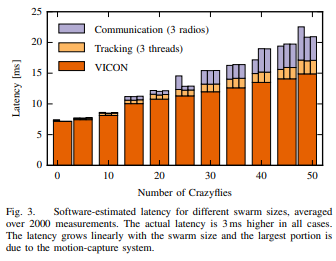 25
20
15
10
5
0
Latency [ms]
Communication (3 radios)
Tracking (3 threads)
VICON
0 10 20 30 40 50
Number of Crazyflies
Fig. 3. Software-estimated latency for different swarm sizes, averaged
over 2000 measurements. The actual latency is 3 ms higher in all cases.
The latency grows linearly with the swarm size and the largest portion is
due to the motion-capture system.